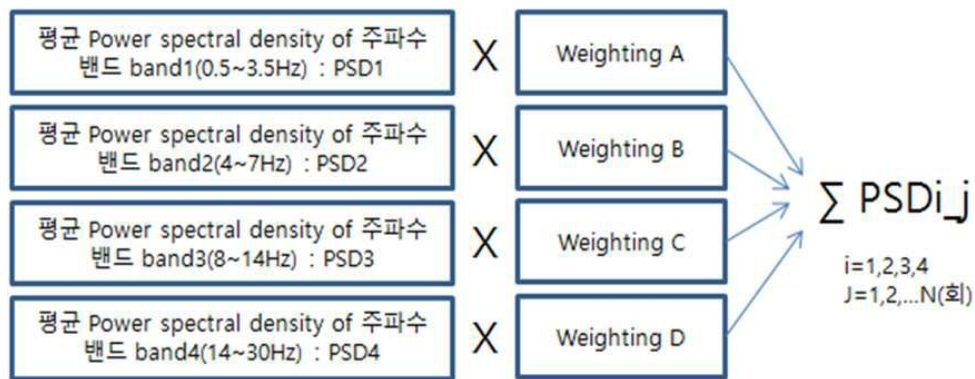 평균 Power spectral density of 주파수
밴드 band1(0.5~3.5Hz) : PSD1
X
Weighting A
평균 Power spectral density of 주파수
밴드 band2(4~7Hz) : PSD2
X
Weighting B
평균 Power spectral density of 주파수
밴드 band3(8~14Hz) : PSD3
X
Weighting C
평균 Power spectral density of 주파수
밴드 band4(14~30Hz) : PSD4
X
Weighting D
∑ PSDi_j
i=1,2,3,4
J=1,2,...N(회)